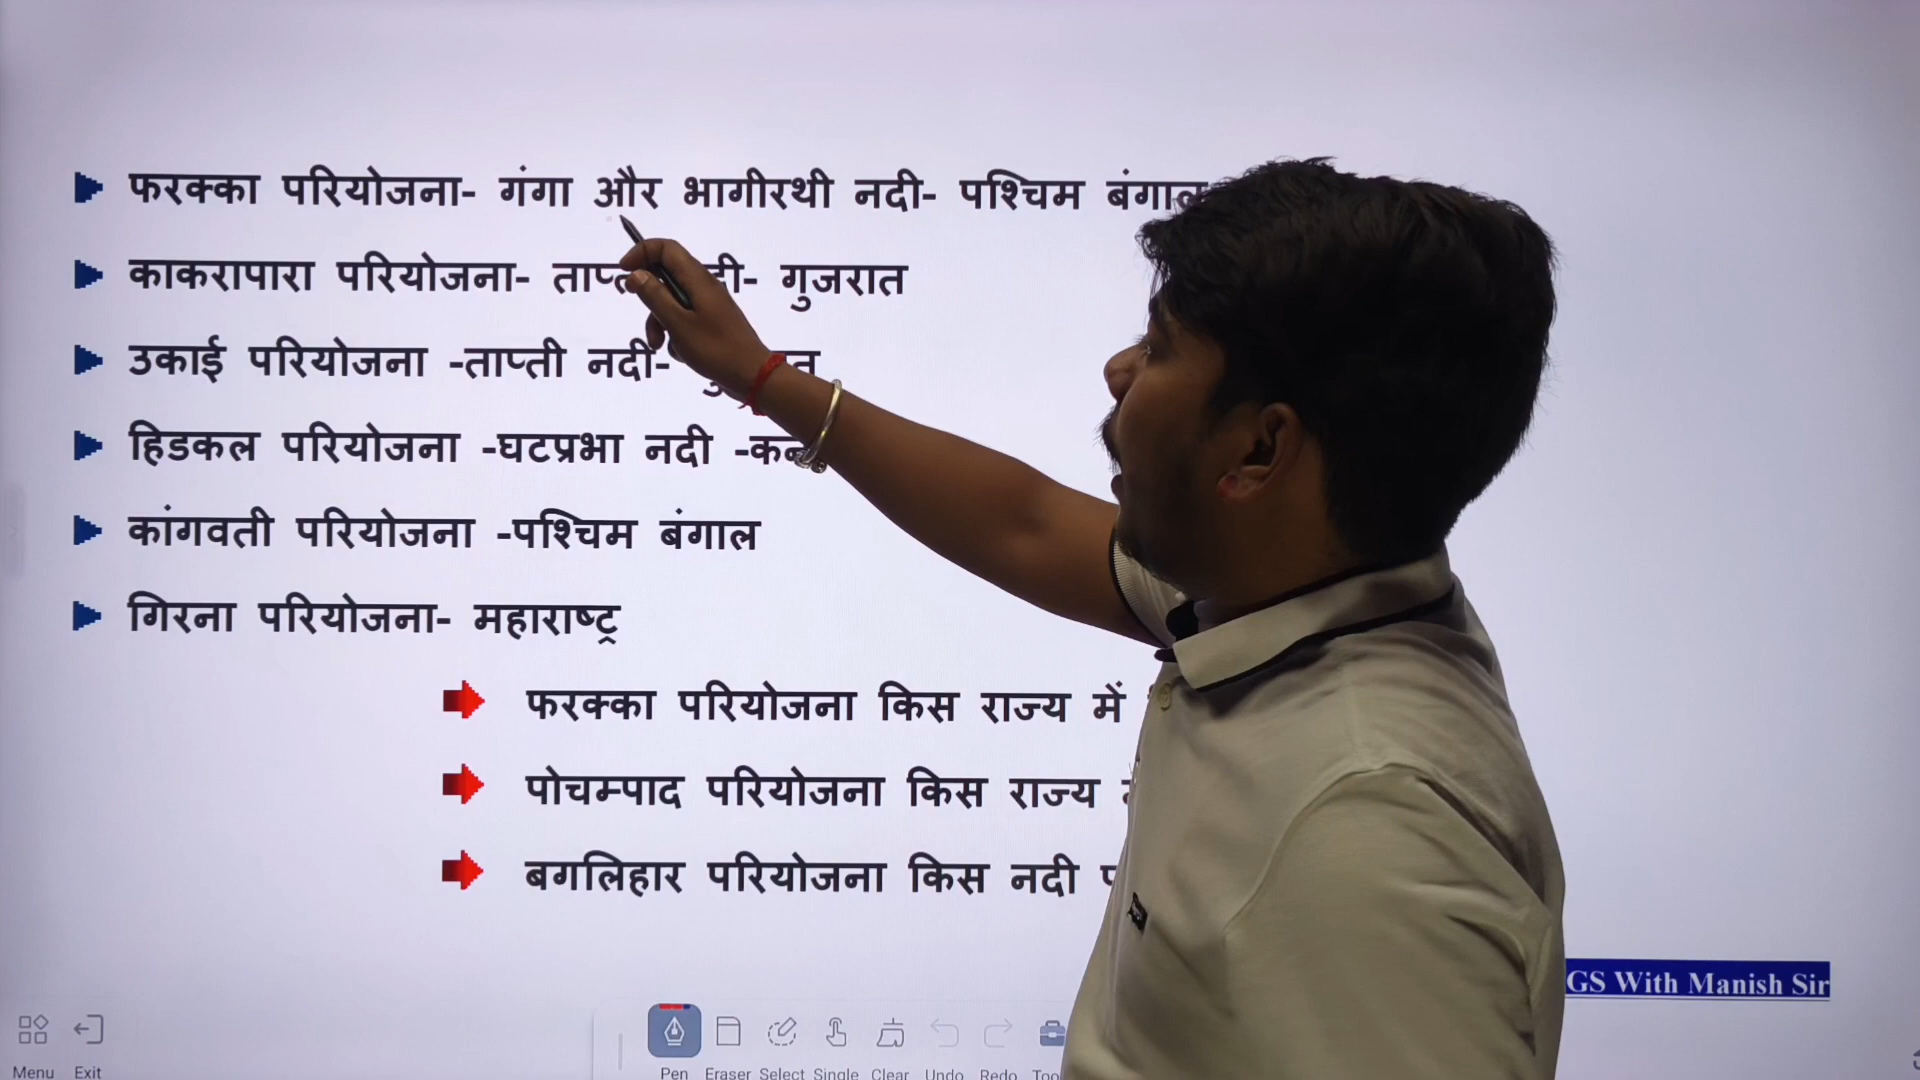 फरक्का परियोजना- गंगा और भागीरथी नदी- पश्चिम बंगाल
काकरापारा परियोजना- गुजरात
उकाई परियोजना -ताप्ती नदी-
हिडकल परियोजना -घटप्रभा नदी
कांगवती परियोजना -पश्चिम बंगाल
गिरना परियोजना- महाराष्ट्र
फरक्का परियोजना किस राज्य में
पोचम्पाद परियोजना किस राज्य
बगलिहार परियोजना किस नदी
GS With Manish Sir
Menu Exit Pen Eraser Select Single Clear Undo Redo